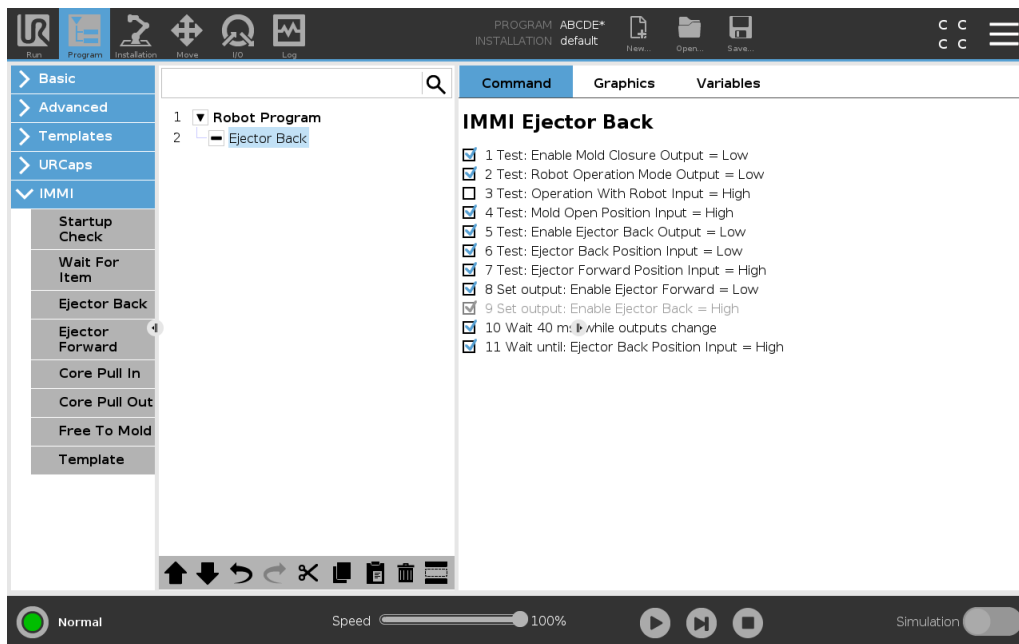 UR
Run
Program
Installation
Move
I/O
Log
PROGRAM ABCDE*
INSTALLATION default
New...
Open...
Save...
C C
C C
Basic
Advanced
Templates
URCaps
IMMI
Startup
Check
Wait For
Item
Ejector Back
Ejector
Forward
Core Pull In
Core Pull Out
Free To Mold
Template
1 Robot Program
2 Ejector Back
Command
Graphics
Variables
IMMI Ejector Back
1 Test: Enable Mold Closure Output = Low
2 Test: Robot Operation Mode Output = Low
3 Test: Operation With Robot Input = High
4 Test: Mold Open Position Input = High
5 Test: Enable Ejector Back Output = Low
6 Test: Ejector Back Position Input = Low
7 Test: Ejector Forward Position Input = High
8 Set output: Enable Ejector Forward = Low
9 Set output: Enable Ejector Back = High
10 Wait 40 ms while outputs change
11 Wait until: Ejector Back Position Input = High
Normal
Speed
100%
Simulation